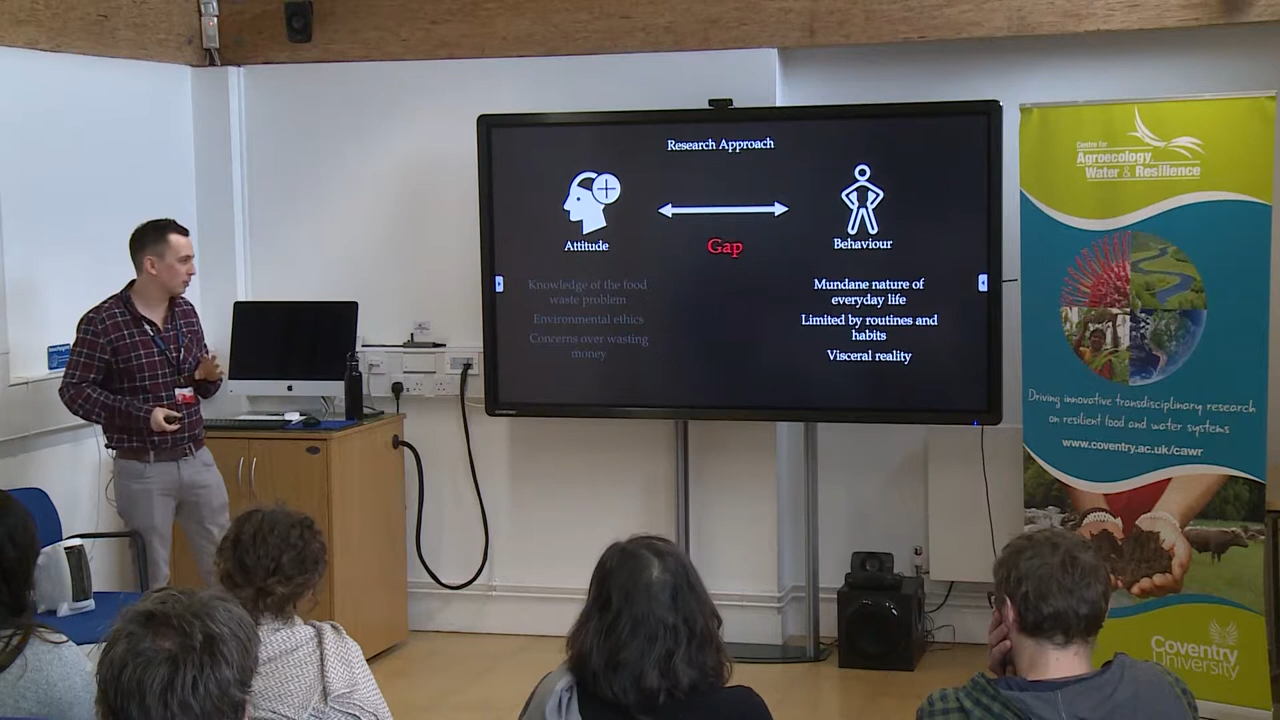 Research Approach
Attitude
Gap
Behaviour
Knowledge of the food
waste problem
Environmental ethics
Concerns over wasting
money
Mundane nature of
everyday life
Limited by routines and
habits
Visceral reality
Centre for
Agroecology,
Water & Resilience
Driving innovative transdisciplinary research
on resilient food and water systems
www.coventry.ac.uk/cawr
Coventry
University